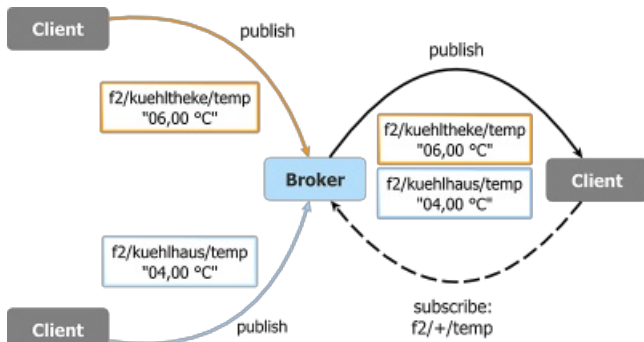 Client
publish
f2/kuehltheke/temp
"06,00 °C"
Broker
f2/kuehlhaus/temp
"04,00 °C"
Client
publish
publish
f2/kuehltheke/temp
"06,00 °C"
f2/kuehlhaus/temp
"04,00 °C"
Client
subscribe:
f2/+/temp